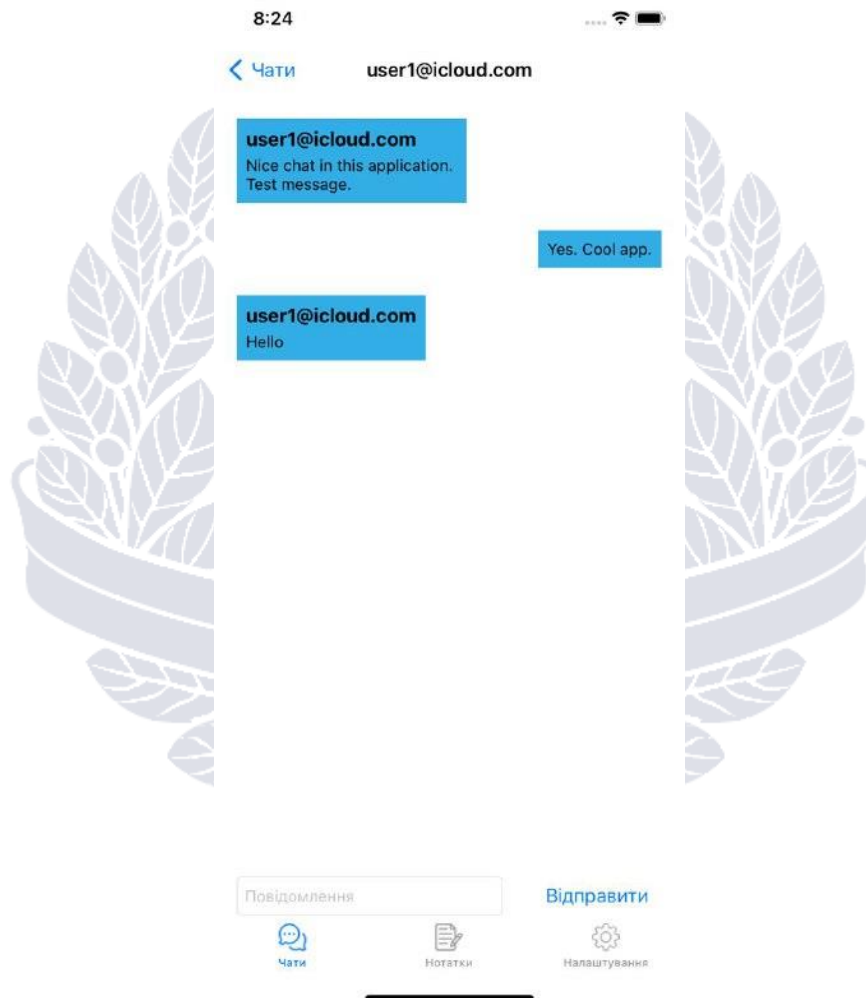 8:24
Чати
user1@icloud.com
user1@icloud.com
Nice chat in this application.
Test message.
Yes. Cool app.
user1@icloud.com
Hello
Повідомлення
Відправити
Чати
Нотатки
Налаштування